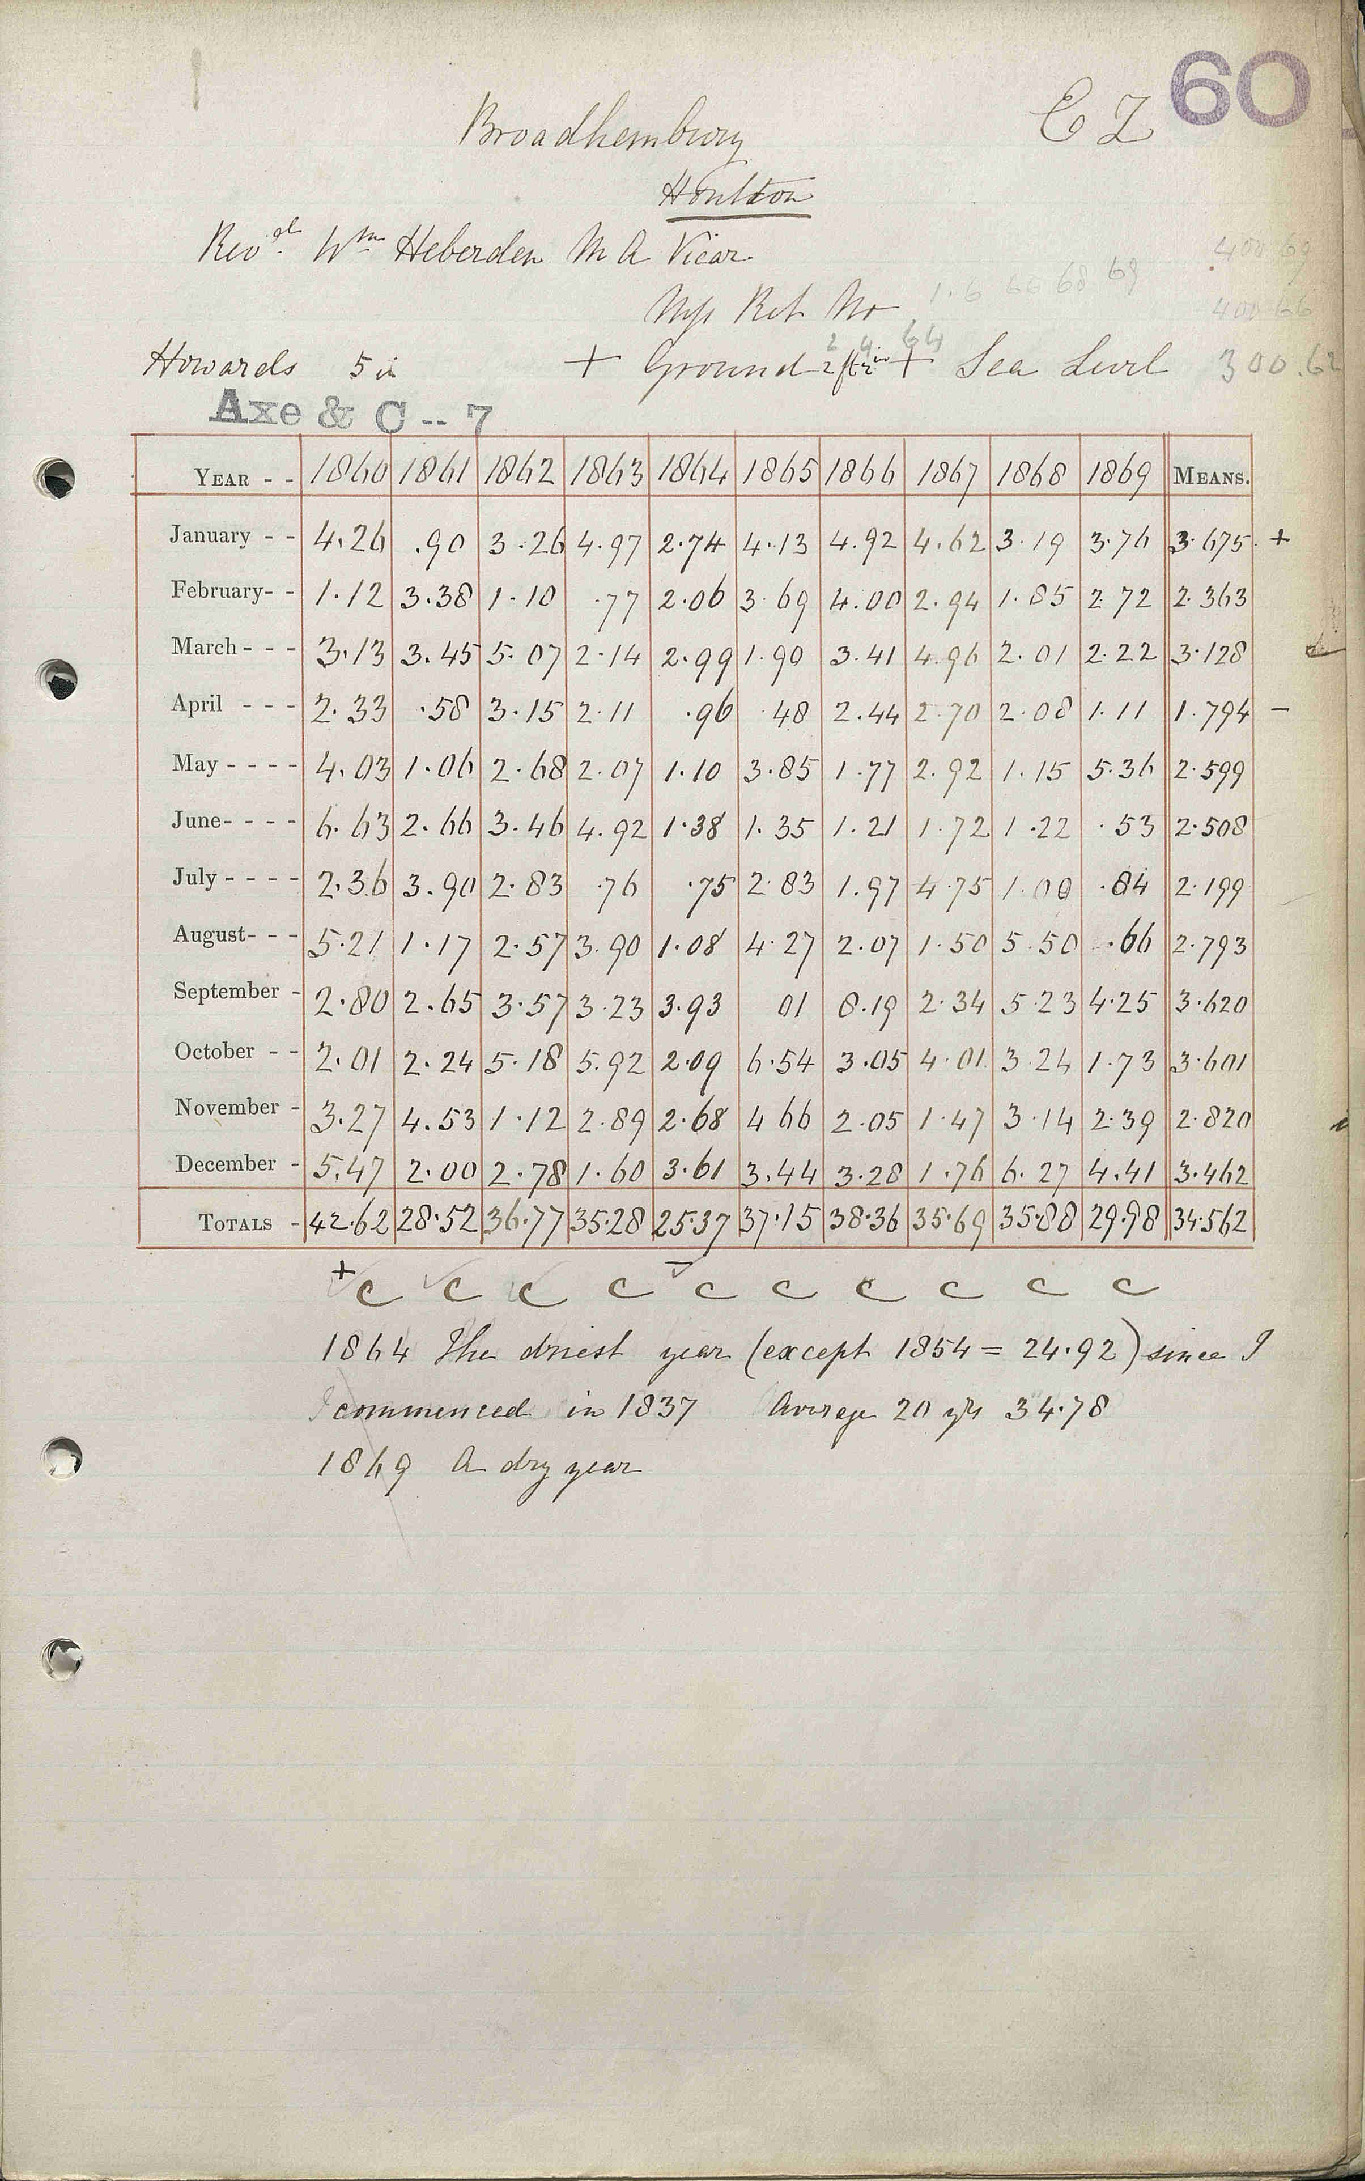 60
Broadhembury
Honiton
Revd. Wm Heberden M A Vicar
400 69
Mss Ret No
66 68 69
400 66
Howards 5 in + Ground 2 ft + Sea Level 300.62
Axe & C -- 7
YEAR - - 1860 1861 1862 1863 1864 1865 1866 1867 1868 1869 MEANS.
January - - 4.26 .90 3.26 4.97 2.74 4.13 4.92 4.62 3.19 3.76 3.675 +
February - - 1.12 3.38 1.10 .77 2.06 3.69 4.00 2.94 1.85 2.72 2.363
March - - - 3.13 3.45 5.07 2.14 2.99 1.90 3.41 4.96 2.01 2.22 3.128
April - - - 2.33 .58 3.15 2.11 .96 .48 2.44 2.70 2.08 1.11 1.794 -
May - - - - 4.03 1.06 2.68 2.07 1.10 3.85 1.77 2.92 1.15 5.36 2.599
June - - - - 6.63 2.66 3.46 4.92 1.38 1.35 1.21 1.72 1.22 .53 2.508
July - - - - 2.36 3.90 2.83 .76 .75 2.83 1.97 4.75 1.00 .84 2.199
August - - - 5.21 1.17 2.57 3.90 1.08 4.27 2.07 1.50 5.50 .66 2.793
September - 2.80 2.65 3.57 3.23 3.93 01 8.19 2.34 5.23 4.25 3.620
October - - 2.01 2.24 5.18 5.92 2.09 6.54 3.05 4.01 3.24 1.73 3.601
November - 3.27 4.53 1.12 2.89 2.68 4.66 2.05 1.47 3.14 2.39 2.820
December - 5.47 2.00 2.78 1.60 3.61 3.44 3.28 1.76 6.27 4.41 3.462
TOTALS - 42.62 28.52 36.77 35.28 25.37 37.15 38.36 35.69 35.88 29.98 34.562
+ -
c c c c c c c c c c
1864 The driest year (except 1854 = 24.92) since I
commenced in 1837 Average 20 yrs 34.78
1869 A dry year